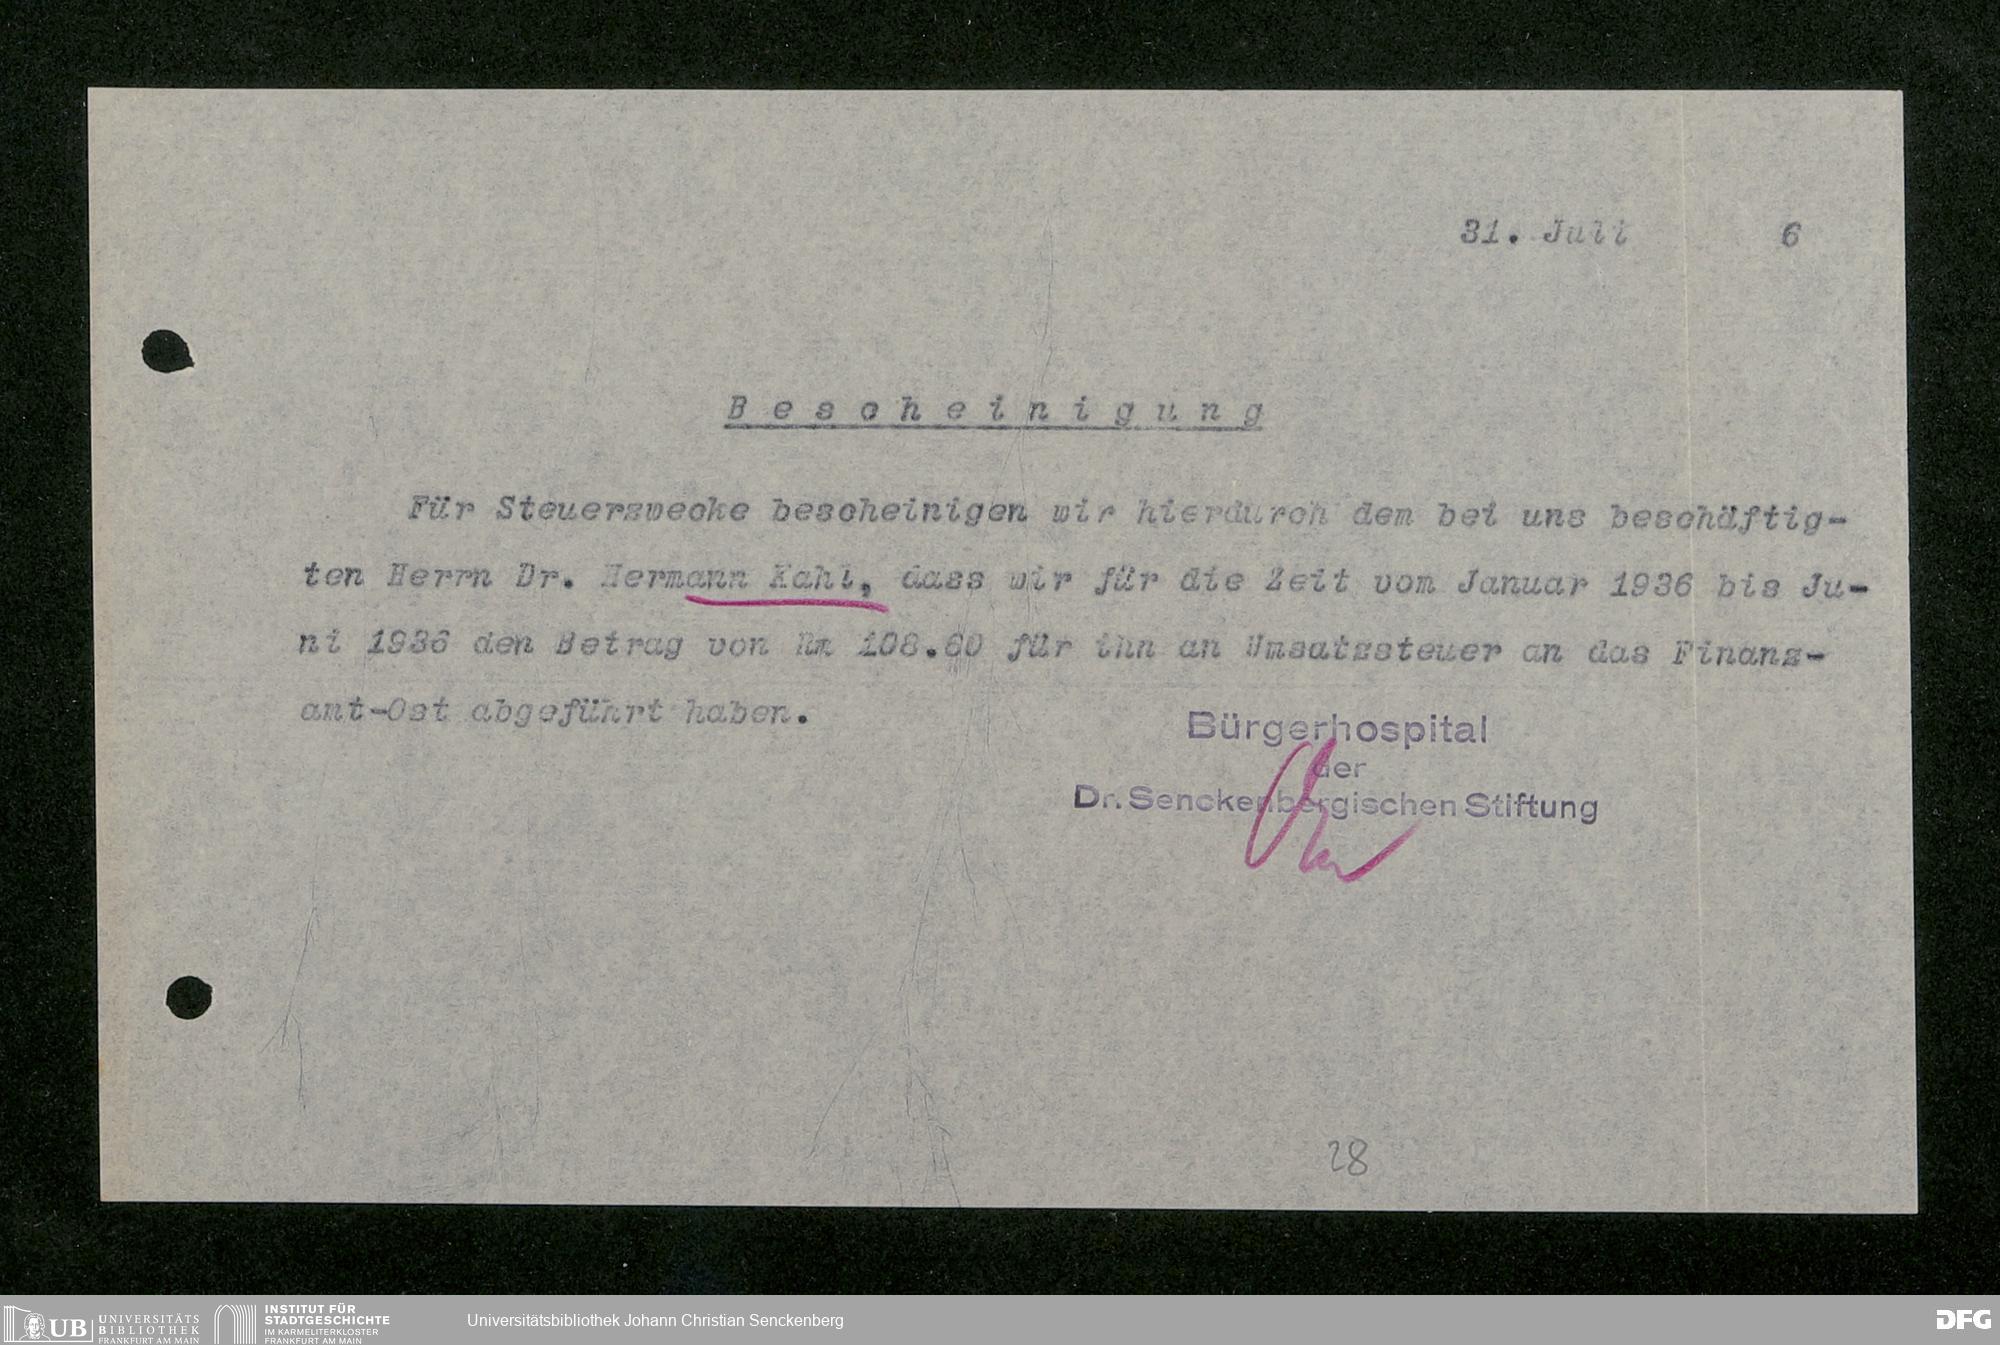 31. Juli 6
Bescheinigung
Für Steuerzwecke bescheinigen wir hierdurch dem bei uns beschäftig-
ten Herrn Dr. Hermann Kahl, dass wir für die Zeit vom Januar 1936 bis Ju-
ni 1936 den Betrag von Rm 108.60 für ihn an Umsatzsteuer an das Finanz-
amt-Ost abgeführt haben.
Bürgerhospital
der
Dr. Senckenbergischen Stiftung
28
UB UNIVERSITÄTS
BIBLIOTHEK
FRANKFURT AM MAIN
INSTITUT FÜR
STADTGESCHICHTE
IM KARMELITERKLOSTER
FRANKFURT AM MAIN
Universitätsbibliothek Johann Christian Senckenberg
DFG